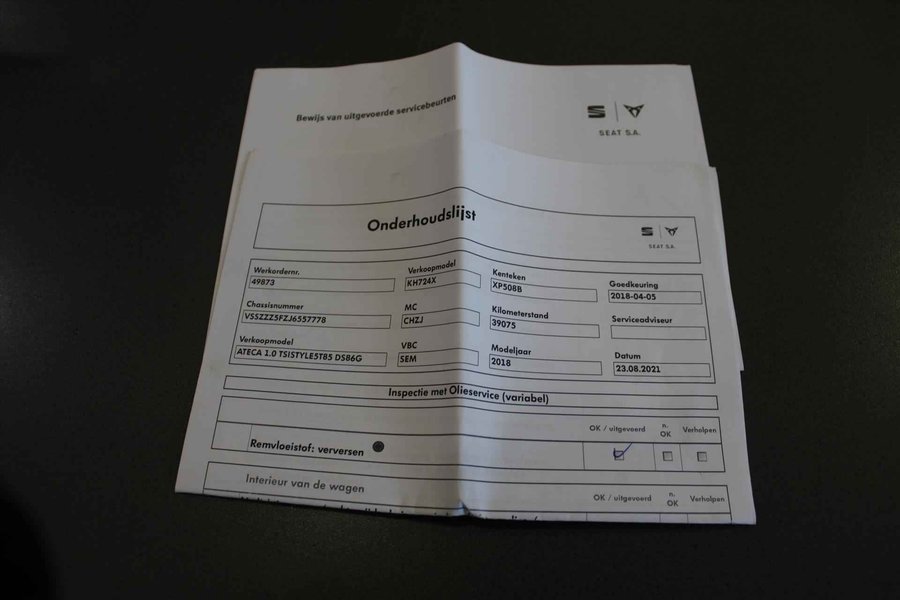 Bewijs van uitgevoerde servicebeurten
SEAT S.A.
Onderhoudslijst
SEAT S.A.
Werkordernr.
49873
Verkoopmodel
KH724X
Kenteken
XP508B
Goedkeuring
2018-04-05
Chassisnummer
VSSZZZ5FZJ6557778
MC
CHZJ
Kilometerstand
39075
Serviceadviseur
Verkoopmodel
ATECA 1.0 TSISTYLE5T85 DS86G
VBC
SEM
Modeljaar
2018
Datum
23.08.2021
Inspectie met Olieservice (variabel)
OK / uitgevoerd n. OK Verholpen
Remvloeistof: verversen
Interieur van de wagen
OK / uitgevoerd n. OK Verholpen